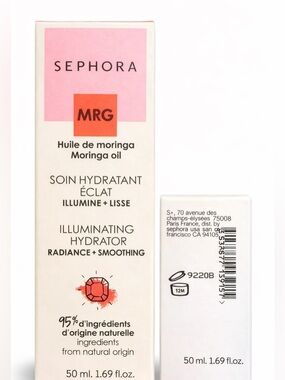 SEPHORA
MRG
Huile de moringa
Moringa oil
SOIN HYDRATANT
ÉCLAT
ILLUMINE + LISSE
ILLUMINATING
HYDRATOR
RADIANCE + SMOOTHING
95% d'ingrédients
d'origine naturelle
ingredients
from natural origin
50 ml. 1.69 fl.oz.
S+, 70 avenue des
champs-élysées 75008
Paris France, dist. by
sephora usa san
francisco CA 94105
9220B
12M
50 ml. 1.69 fl.oz.